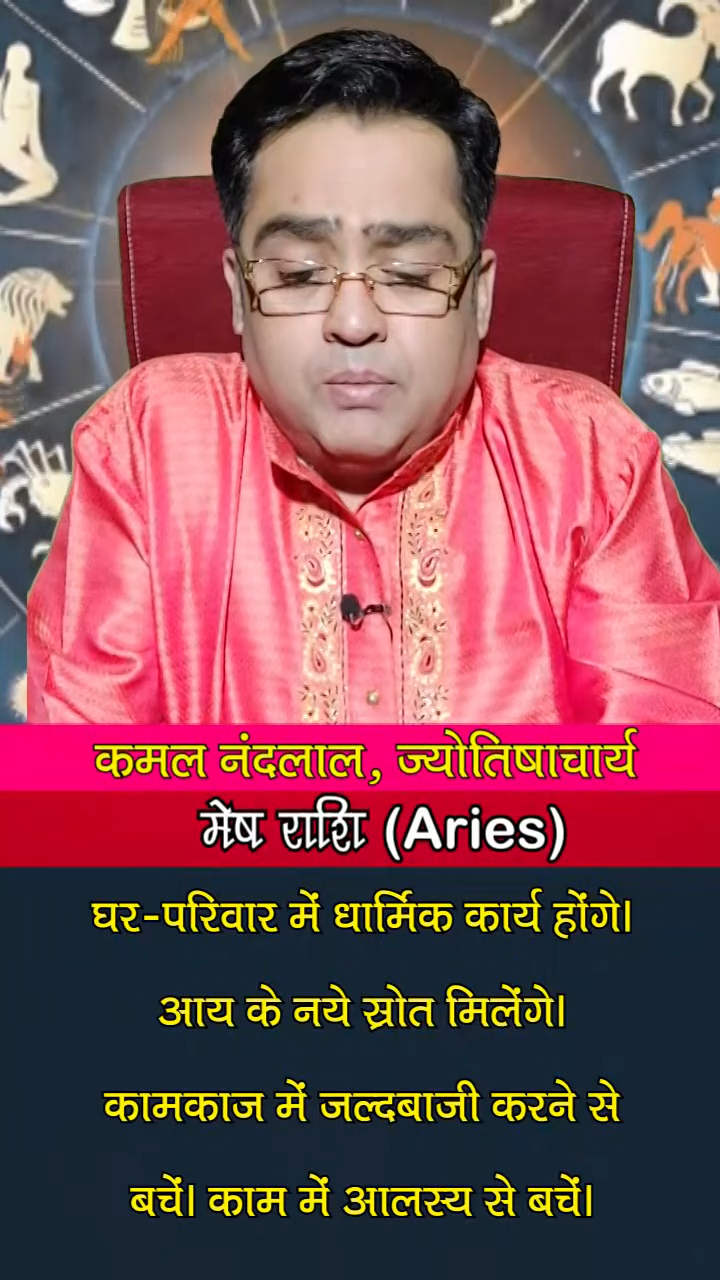 कमल नंदलाल, ज्योतिषाचार्य
मेष राशि (Aries)
घर-परिवार में धार्मिक कार्य होंगे।
आय के नये स्रोत मिलेंगे।
कामकाज में जल्दबाजी करने से
बचें। काम में आलस्य से बचें।